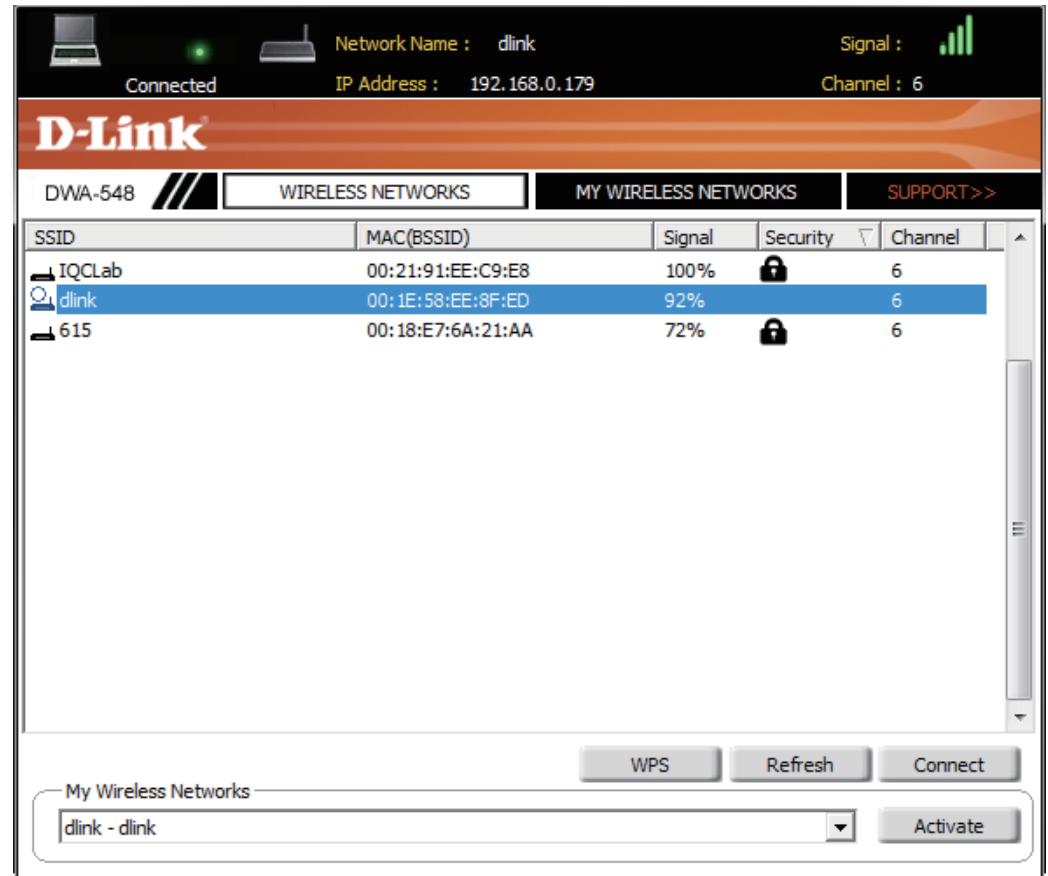 Network Name : dlink Signal :
Connected IP Address : 192.168.0.179 Channel : 6
D-Link®
DWA-548 WIRELESS NETWORKS MY WIRELESS NETWORKS SUPPORT>>
SSID MAC(BSSID) Signal Security Channel
IQCLab 00:21:91:EE:C9:E8 100% 6
dlink 00:1E:58:EE:8F:ED 92% 6
615 00:18:E7:6A:21:AA 72% 6
WPS Refresh Connect
My Wireless Networks
dlink - dlink Activate